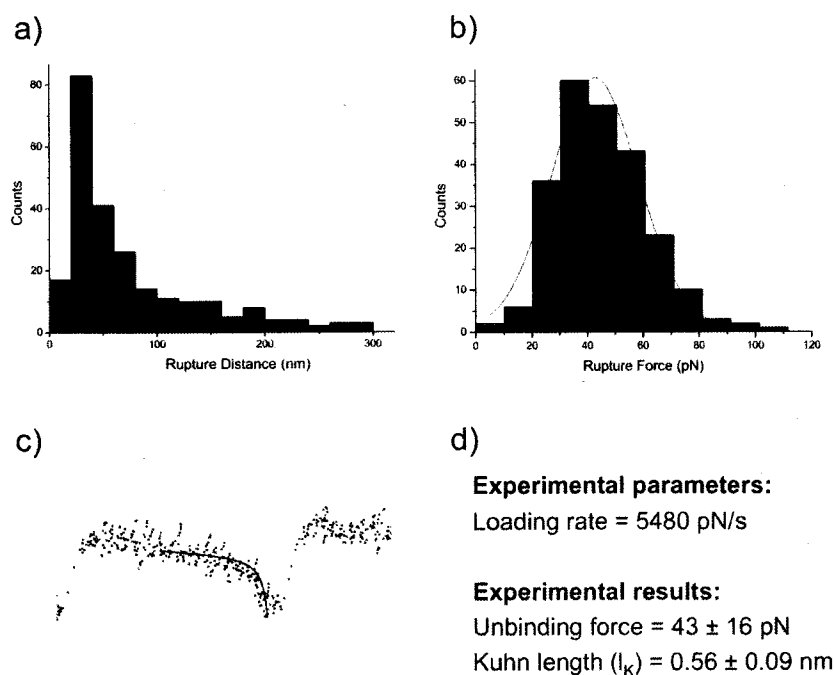 a)
80
60
40
20
0
Counts
0 100 200 300
Rupture Distance (nm)
b)
60
50
40
30
20
10
0
Counts
0 20 40 60 80 100 120
Rupture Force (pN)
c)
d)
Experimental parameters:
Loading rate = 5480 pN/s
Experimental results:
Unbinding force = 43 ± 16 pN
Kuhn length (lK) = 0.56 ± 0.09 nm